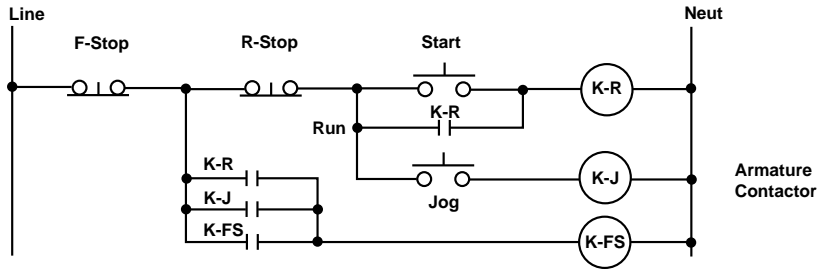 Line
Neut
F-Stop
R-Stop
Start
K-R
K-R
Run
K-R
K-J
Armature
Contactor
K-J
Jog
K-FS
K-FS